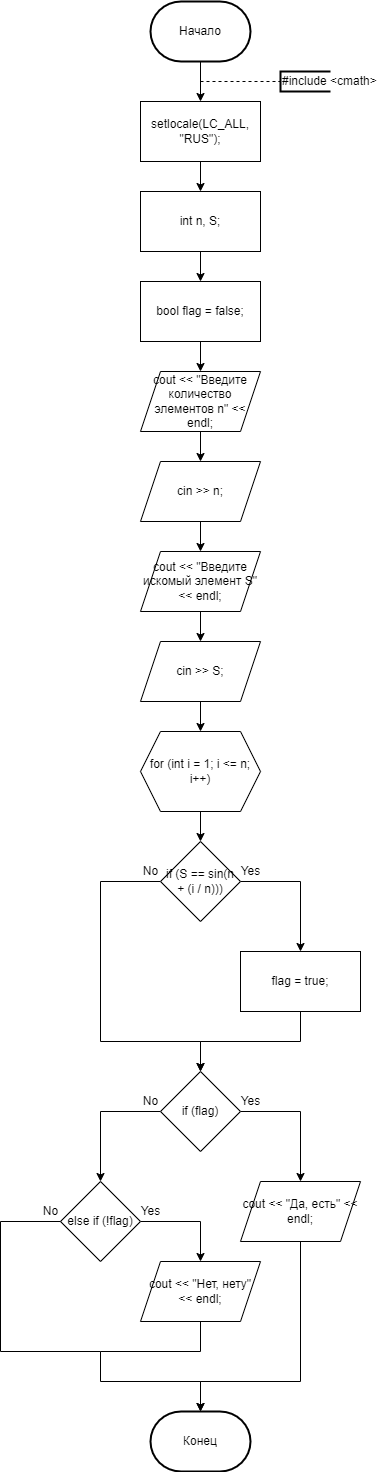 Начало
#include <cmath>
setlocale(LC_ALL,
"RUS");
int n, S;
bool flag = false;
cout << "Введите
количество
элементов n" <<
endl;
cin >> n;
cout << "Введите
искомый элемент S"
<< endl;
cin >> S;
for (int i = 1; i <= n;
i++)
No
Yes
if (S == sin(n
+ (i / n)))
flag = true;
No
Yes
if (flag)
No
Yes
else if (!flag)
cout << "Да, есть" <<
endl;
cout << "Нет, нету"
<< endl;
Конец